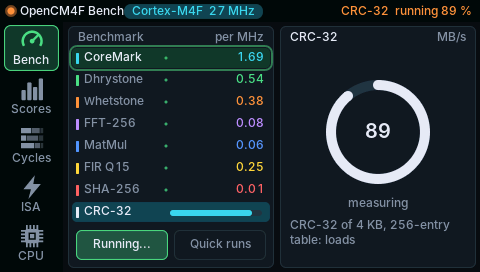 OpenCM4F Bench Cortex-M4F 27 MHz CRC-32 running 89 %
Bench
Scores
Cycles
ISA
CPU
Benchmark per MHz
CoreMark 1.69
Dhrystone 0.54
Whetstone 0.38
FFT-256 0.08
MatMul 0.06
FIR Q15 0.25
SHA-256 0.01
CRC-32
Running...
Quick runs
CRC-32 MB/s
89
measuring
CRC-32 of 4 KB, 256-entry
table: loads